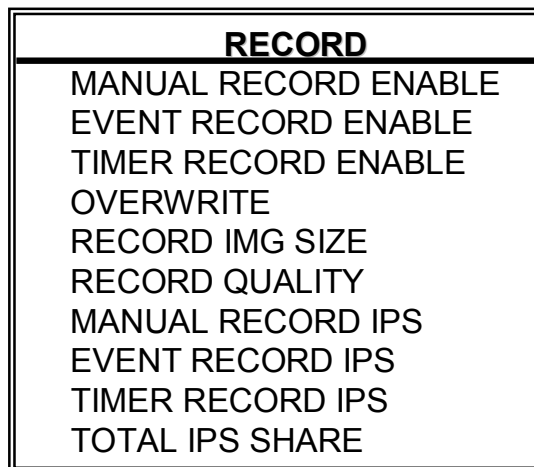 RECORD
MANUAL RECORD ENABLE
EVENT RECORD ENABLE
TIMER RECORD ENABLE
OVERWRITE
RECORD IMG SIZE
RECORD QUALITY
MANUAL RECORD IPS
EVENT RECORD IPS
TIMER RECORD IPS
TOTAL IPS SHARE